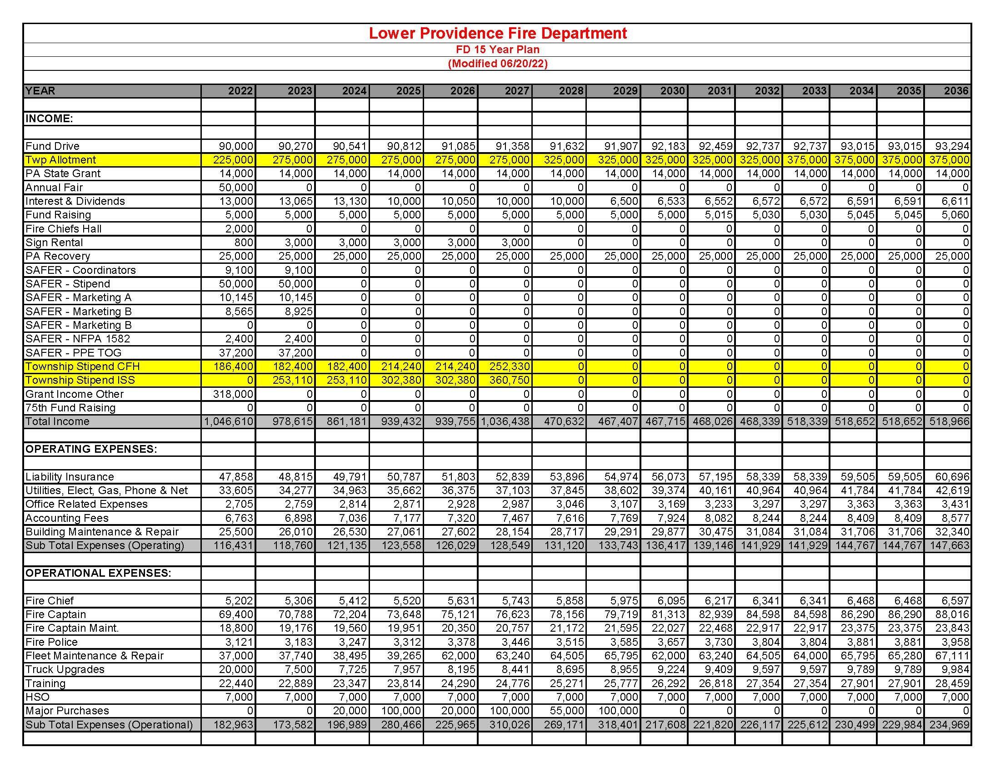 Lower Providence Fire Department
FD 15 Year Plan
(Modified 06/20/22)
YEAR 2022 2023 2024 2025 2026 2027 2028 2029 2030 2031 2032 2033 2034 2035 2036
INCOME:
Fund Drive 90,000 90,270 90,541 90,812 91,085 91,358 91,632 91,907 92,183 92,459 92,737 92,737 93,015 93,015 93,294
Twp Allotment 225,000 275,000 275,000 275,000 275,000 275,000 325,000 325,000 325,000 325,000 325,000 375,000 375,000 375,000 375,000
PA State Grant 14,000 14,000 14,000 14,000 14,000 14,000 14,000 14,000 14,000 14,000 14,000 14,000 14,000 14,000 14,000
Annual Fair 50,000 0 0 0 0 0 0 0 0 0 0 0 0 0 0
Interest & Dividends 13,000 13,065 13,130 10,000 10,050 10,000 10,000 6,500 6,533 6,552 6,572 6,572 6,591 6,591 6,611
Fund Raising 5,000 5,000 5,000 5,000 5,000 5,000 5,000 5,000 5,000 5,015 5,030 5,030 5,045 5,045 5,060
Fire Chiefs Hall 2,000 0 0 0 0 0 0 0 0 0 0 0 0 0 0
Sign Rental 800 3,000 3,000 3,000 3,000 3,000 0 0 0 0 0 0 0 0 0
PA Recovery 25,000 25,000 25,000 25,000 25,000 25,000 25,000 25,000 25,000 25,000 25,000 25,000 25,000 25,000 25,000
SAFER - Coordinators 9,100 9,100 0 0 0 0 0 0 0 0 0 0 0 0 0
SAFER - Stipend 50,000 50,000 0 0 0 0 0 0 0 0 0 0 0 0 0
SAFER - Marketing A 10,145 10,145 0 0 0 0 0 0 0 0 0 0 0 0 0
SAFER - Marketing B 8,565 8,925 0 0 0 0 0 0 0 0 0 0 0 0 0
SAFER - Marketing B 0 0 0 0 0 0 0 0 0 0 0 0 0 0 0
SAFER - NFPA 1582 2,400 2,400 0 0 0 0 0 0 0 0 0 0 0 0 0
SAFER - PPE TOG 37,200 37,200 0 0 0 0 0 0 0 0 0 0 0 0 0
Township Stipend CFH 186,400 182,400 182,400 214,240 214,240 252,330 0 0 0 0 0 0 0 0 0
Township Stipend ISS 0 253,110 253,110 302,380 302,380 360,750 0 0 0 0 0 0 0 0 0
Grant Income Other 318,000 0 0 0 0 0 0 0 0 0 0 0 0 0 0
75th Fund Raising 0 0 0 0 0 0 0 0 0 0 0 0 0 0 0
Total Income 1,046,610 978,615 861,181 939,432 939,755 1,036,438 470,632 467,407 467,715 468,026 468,339 518,339 518,652 518,652 518,966
OPERATING EXPENSES:
Liability Insurance 47,858 48,815 49,791 50,787 51,803 52,839 53,896 54,974 56,073 57,195 58,339 58,339 59,505 59,505 60,696
Utilities, Elect, Gas, Phone & Net 33,605 34,277 34,963 35,662 36,375 37,103 37,845 38,602 39,374 40,161 40,964 40,964 41,784 41,784 42,619
Office Related Expenses 2,705 2,759 2,814 2,871 2,928 2,987 3,046 3,107 3,169 3,233 3,297 3,297 3,363 3,363 3,431
Accounting Fees 6,763 6,898 7,036 7,177 7,320 7,467 7,616 7,769 7,924 8,082 8,244 8,244 8,409 8,409 8,577
Building Maintenance & Repair 25,500 26,010 26,530 27,061 27,602 28,154 28,717 29,291 29,877 30,475 31,084 31,084 31,706 31,706 32,340
Sub Total Expenses (Operating) 116,431 118,760 121,135 123,558 126,029 128,549 131,120 133,743 136,417 139,146 141,929 141,929 144,767 144,767 147,663
OPERATIONAL EXPENSES:
Fire Chief 5,202 5,306 5,412 5,520 5,631 5,743 5,858 5,975 6,095 6,217 6,341 6,341 6,468 6,468 6,597
Fire Captain 69,400 70,788 72,204 73,648 75,121 76,623 78,156 79,719 81,313 82,939 84,598 84,598 86,290 86,290 88,016
Fire Captain Maint. 18,800 19,176 19,560 19,951 20,350 20,757 21,172 21,595 22,027 22,468 22,917 22,917 23,375 23,375 23,843
Fire Police 3,121 3,183 3,247 3,312 3,378 3,446 3,515 3,585 3,657 3,730 3,804 3,804 3,881 3,881 3,958
Fleet Maintenance & Repair 37,000 37,740 38,495 39,265 62,000 63,240 64,505 65,795 62,000 63,240 64,505 64,000 65,795 65,280 67,111
Truck Upgrades 20,000 7,500 7,725 7,957 8,195 8,441 8,695 8,955 9,224 9,409 9,597 9,597 9,789 9,789 9,984
Training 22,440 22,889 23,347 23,814 24,290 24,776 25,271 25,777 26,292 26,818 27,354 27,354 27,901 27,901 28,459
HSO 7,000 7,000 7,000 7,000 7,000 7,000 7,000 7,000 7,000 7,000 7,000 7,000 7,000 7,000 7,000
Major Purchases 0 0 20,000 100,000 20,000 100,000 55,000 100,000 0 0 0 0 0 0 0
Sub Total Expenses (Operational) 182,963 173,582 196,989 280,466 225,965 310,026 269,171 318,401 217,608 221,820 226,117 225,612 230,499 229,984 234,969